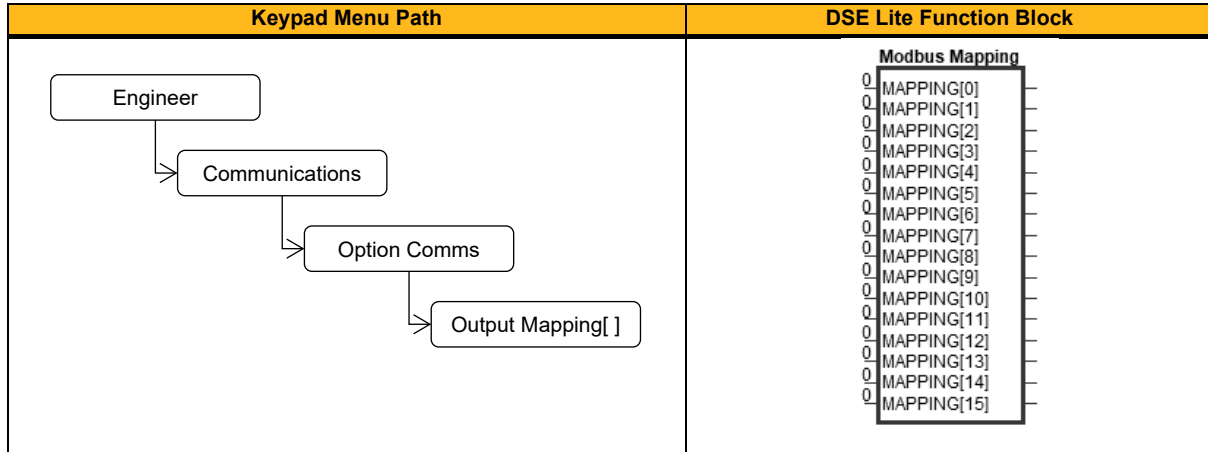 Keypad Menu Path
DSE Lite Function Block
Engineer
Communications
Option Comms
Output Mapping[ ]
Modbus Mapping
0 MAPPING[0]
0 MAPPING[1]
0 MAPPING[2]
0 MAPPING[3]
0 MAPPING[4]
0 MAPPING[5]
0 MAPPING[6]
0 MAPPING[7]
0 MAPPING[8]
0 MAPPING[9]
0 MAPPING[10]
0 MAPPING[11]
0 MAPPING[12]
0 MAPPING[13]
0 MAPPING[14]
0 MAPPING[15]